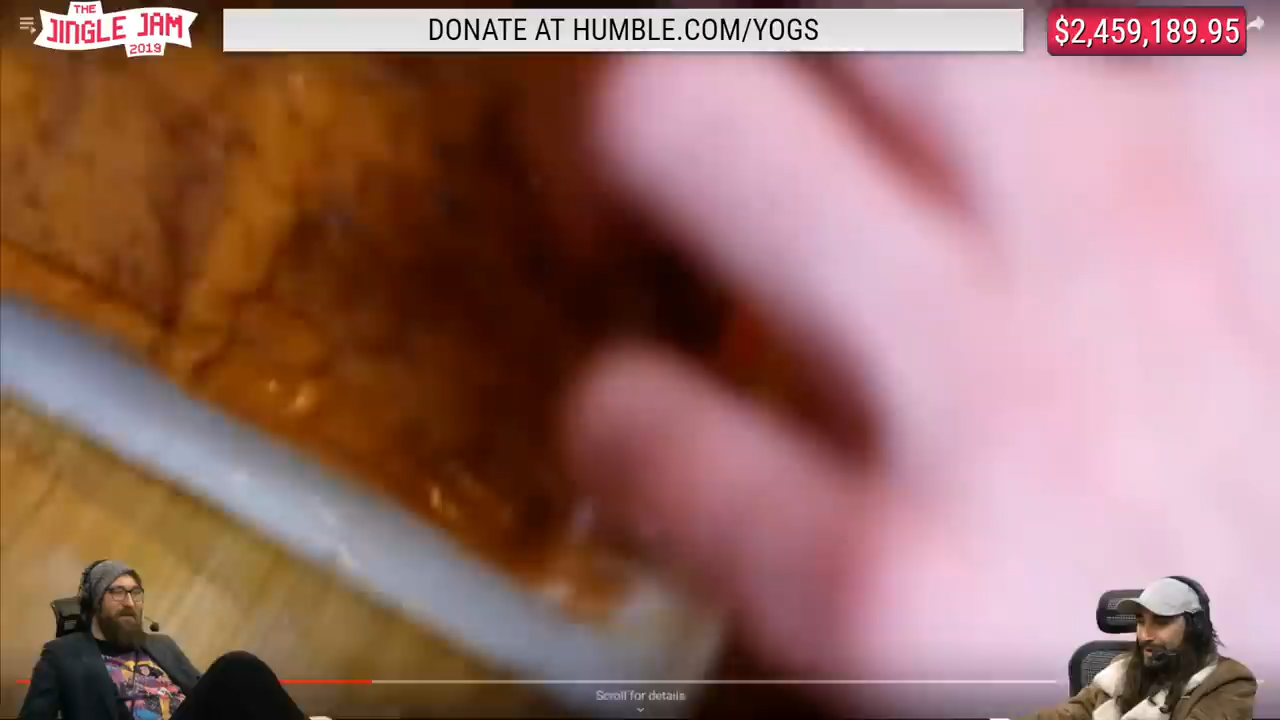 THE
JINGLE JAM
2019
DONATE AT HUMBLE.COM/YOGS
$2,459,189.95
Scroll for details